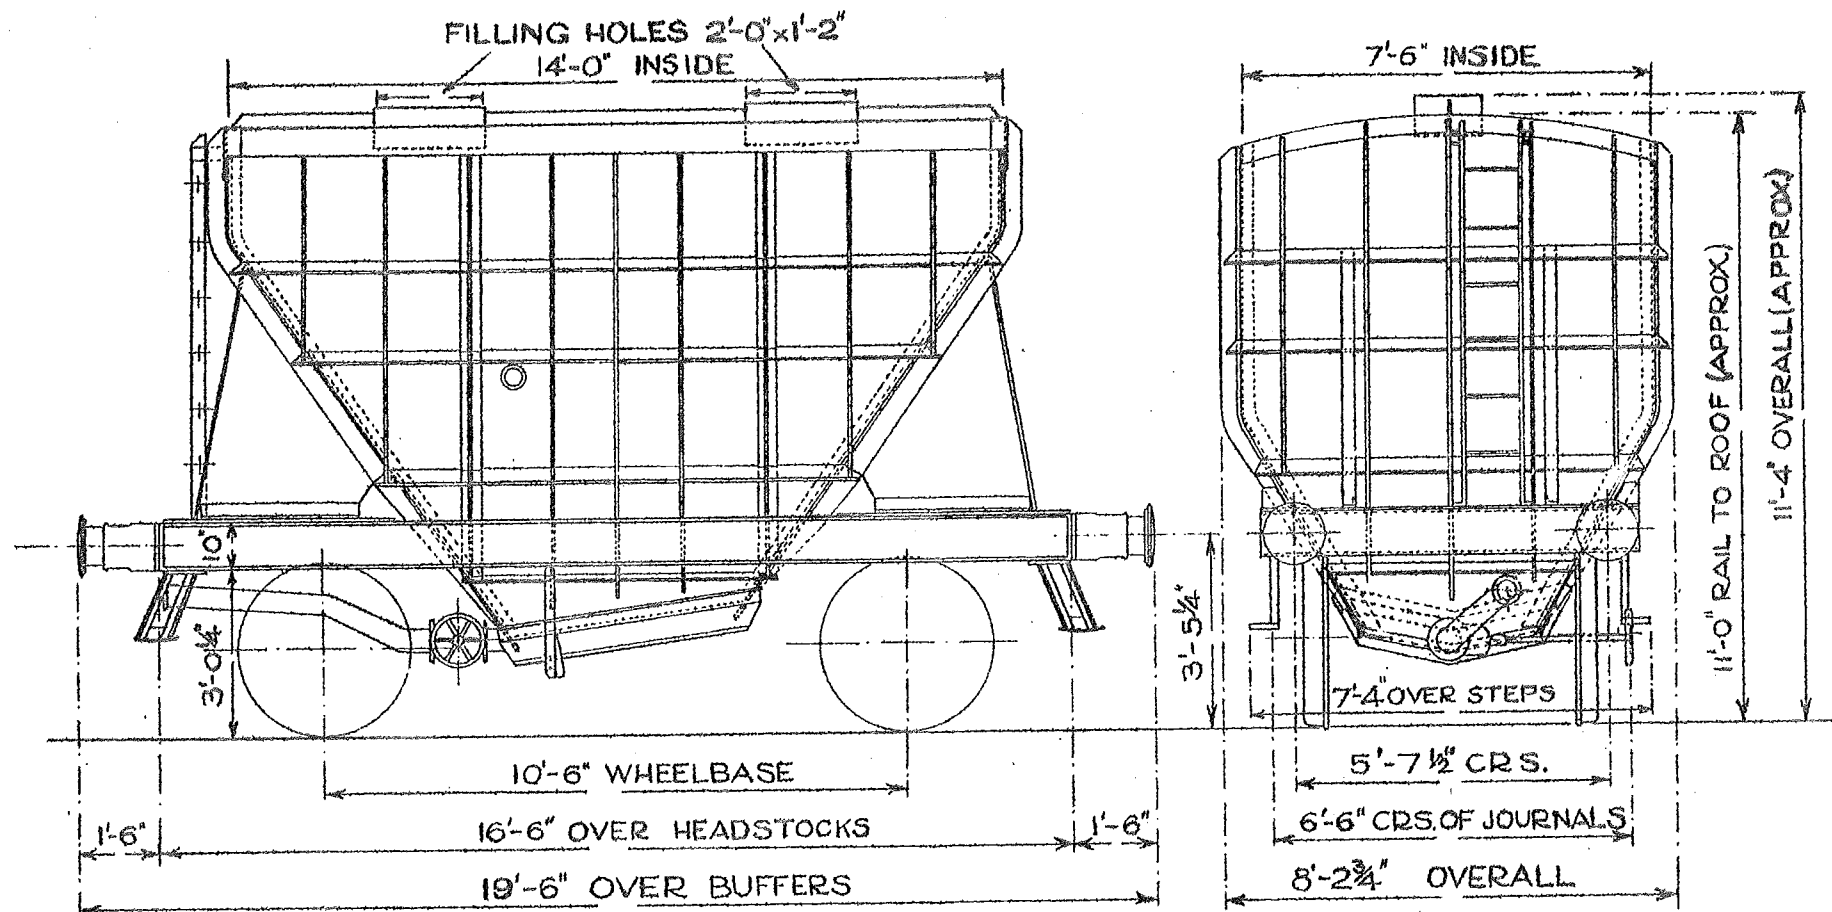 FILLING HOLES 2'-0"x1'-2"
14'-0" INSIDE
10"
3'-0¼"
3'-5¼"
10'-6" WHEELBASE
1'-6"
16'-6" OVER HEADSTOCKS
1'-6"
19'-6" OVER BUFFERS
7'-6" INSIDE
11'-0" RAIL TO ROOF (APPROX)
11'-4" OVERALL (APPROX)
7'-4" OVER STEPS
5'-7½" CRS.
6'-6" CRS. OF JOURNALS
8'-2¾" OVERALL